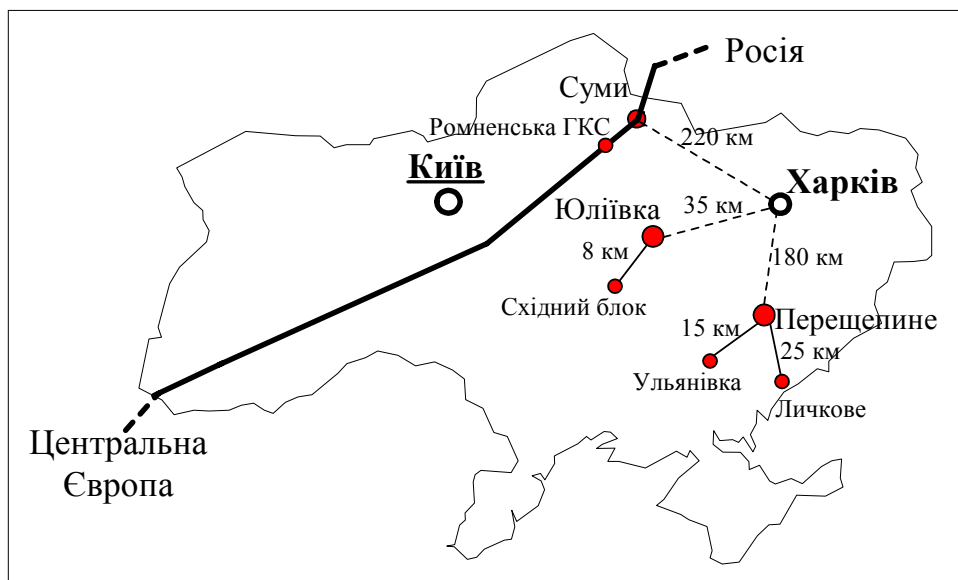 Росія
Суми
Ромненська ГКС
220 км
Київ
Харків
Юліївка
35 км
8 км
180 км
Східний блок
Перещепине
15 км
25 км
Ульянівка
Личкове
Центральна
Європа